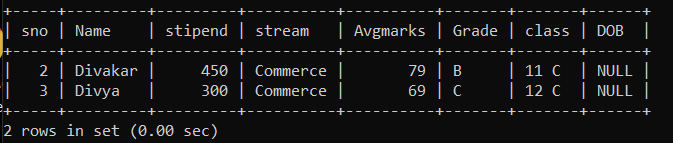 +-----+---------+---------+----------+----------+-------+-------+------+
| sno | Name    | stipend | stream   | Avgmarks | Grade | class | DOB  |
+-----+---------+---------+----------+----------+-------+-------+------+
|   2 | Divakar |     450 | Commerce |       79 | B     | 11 C  | NULL |
|   3 | Divya   |     300 | Commerce |       69 | C     | 12 C  | NULL |
+-----+---------+---------+----------+----------+-------+-------+------+
2 rows in set (0.00 sec)